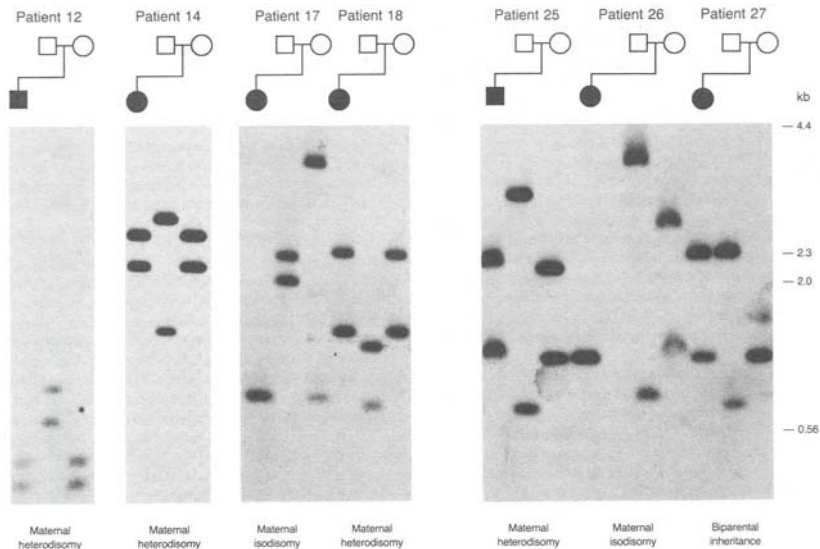 Patient 12
Patient 14
Patient 17
Patient 18
Patient 25
Patient 26
Patient 27
kb
— 4.4
— 2.3
— 2.0
— 0.56
Maternal
heterodisomy
Maternal
heterodisomy
Maternal
isodisomy
Maternal
heterodisomy
Maternal
heterodisomy
Maternal
isodisomy
Biparental
inheritance